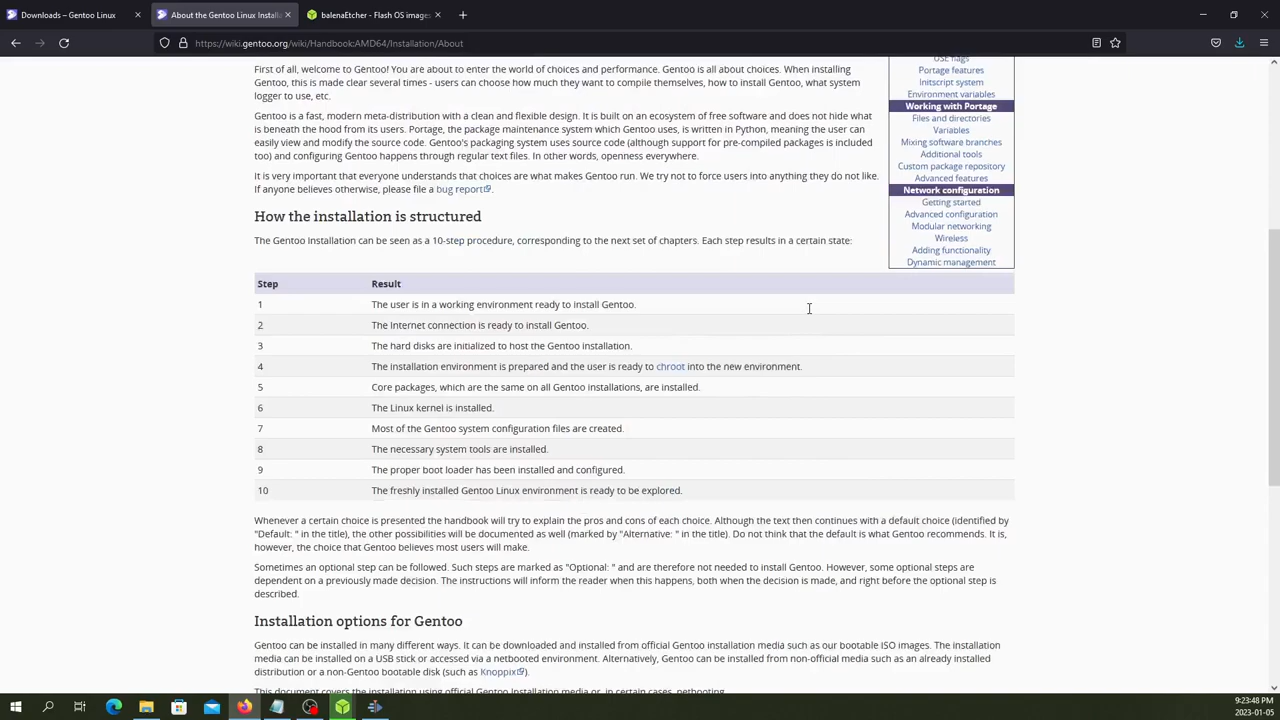 Downloads – Gentoo Linux
About the Gentoo Linux Install
balenaEtcher - Flash OS images
https://wiki.gentoo.org/wiki/Handbook:AMD64/Installation/About
First of all, welcome to Gentoo! You are about to enter the world of choices and performance. Gentoo is all about choices. When installing
Gentoo, this is made clear several times - users can choose how much they want to compile themselves, how to install Gentoo, what system
logger to use, etc.
Gentoo is a fast, modern meta-distribution with a clean and flexible design. It is built on an ecosystem of free software and does not hide what
is beneath the hood from its users. Portage, the package maintenance system which Gentoo uses, is written in Python, meaning the user can
easily view and modify the source code. Gentoo's packaging system uses source code (although support for pre-compiled packages is included
too) and configuring Gentoo happens through regular text files. In other words, openness everywhere.
It is very important that everyone understands that choices are what makes Gentoo run. We try not to force users into anything they do not like.
If anyone believes otherwise, please file a bug report.
USE flags
Portage features
Initscript system
Environment variables
Working with Portage
Files and directories
Variables
Mixing software branches
Additional tools
Custom package repository
Advanced features
Network configuration
Getting started
Advanced configuration
Modular networking
Wireless
Adding functionality
Dynamic management
How the installation is structured
The Gentoo Installation can be seen as a 10-step procedure, corresponding to the next set of chapters. Each step results in a certain state:
Step Result
1 The user is in a working environment ready to install Gentoo.
2 The Internet connection is ready to install Gentoo.
3 The hard disks are initialized to host the Gentoo installation.
4 The installation environment is prepared and the user is ready to chroot into the new environment.
5 Core packages, which are the same on all Gentoo installations, are installed.
6 The Linux kernel is installed.
7 Most of the Gentoo system configuration files are created.
8 The necessary system tools are installed.
9 The proper boot loader has been installed and configured.
10 The freshly installed Gentoo Linux environment is ready to be explored.
Whenever a certain choice is presented the handbook will try to explain the pros and cons of each choice. Although the text then continues with a default choice (identified by
"Default: " in the title), the other possibilities will be documented as well (marked by "Alternative: " in the title). Do not think that the default is what Gentoo recommends. It is,
however, the choice that Gentoo believes most users will make.
Sometimes an optional step can be followed. Such steps are marked as "Optional: " and are therefore not needed to install Gentoo. However, some optional steps are
dependent on a previously made decision. The instructions will inform the reader when this happens, both when the decision is made, and right before the optional step is
described.
Installation options for Gentoo
Gentoo can be installed in many different ways. It can be downloaded and installed from official Gentoo installation media such as our bootable ISO images. The installation
media can be installed on a USB stick or accessed via a netbooted environment. Alternatively, Gentoo can be installed from non-official media such as an already installed
distribution or a non-Gentoo bootable disk (such as Knoppix).
This document covers the installation using official Gentoo Installation media or, in certain cases, netbooting.
9:23:48 PM
2023-01-05